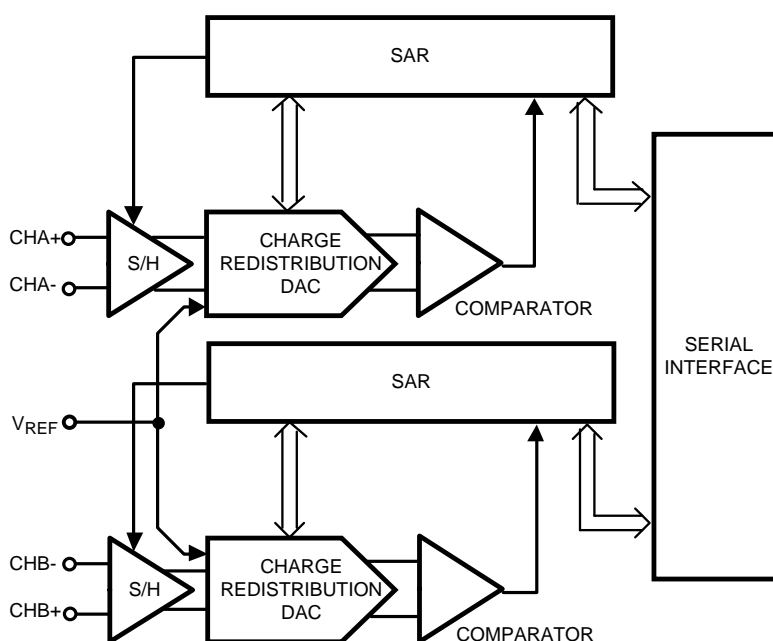 SAR
CHA+
CHA-
S/H
CHARGE
REDISTRIBUTION
DAC
COMPARATOR
SERIAL
INTERFACE
SAR
VREF
CHB-
CHB+
S/H
CHARGE
REDISTRIBUTION
DAC
COMPARATOR